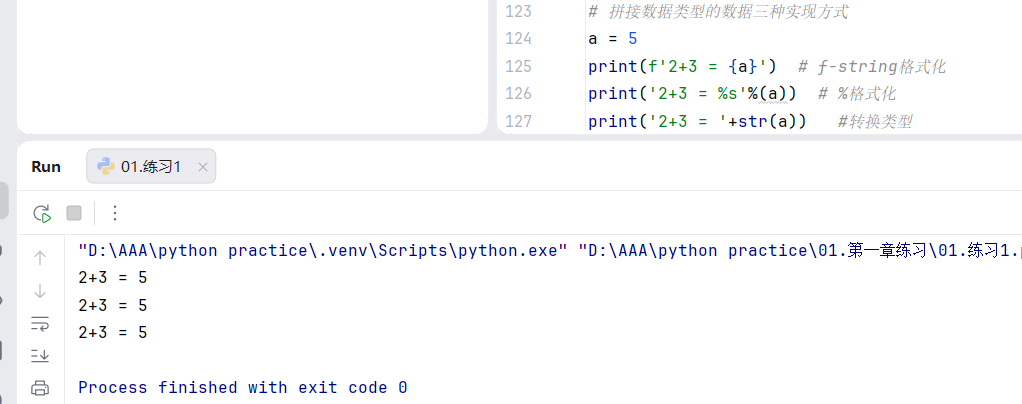 123 # 拼接数据类型的数据三种实现方式
124 a = 5
125 print(f'2+3 = {a}')  # f-string格式化
126 print('2+3 = %s'%(a))  # %格式化
127 print('2+3 = '+str(a))   #转换类型
Run 01.练习1
"D:\AAA\python practice\.venv\Scripts\python.exe" "D:\AAA\python practice\01.第一章练习\01.练习1.
2+3 = 5
2+3 = 5
2+3 = 5
Process finished with exit code 0